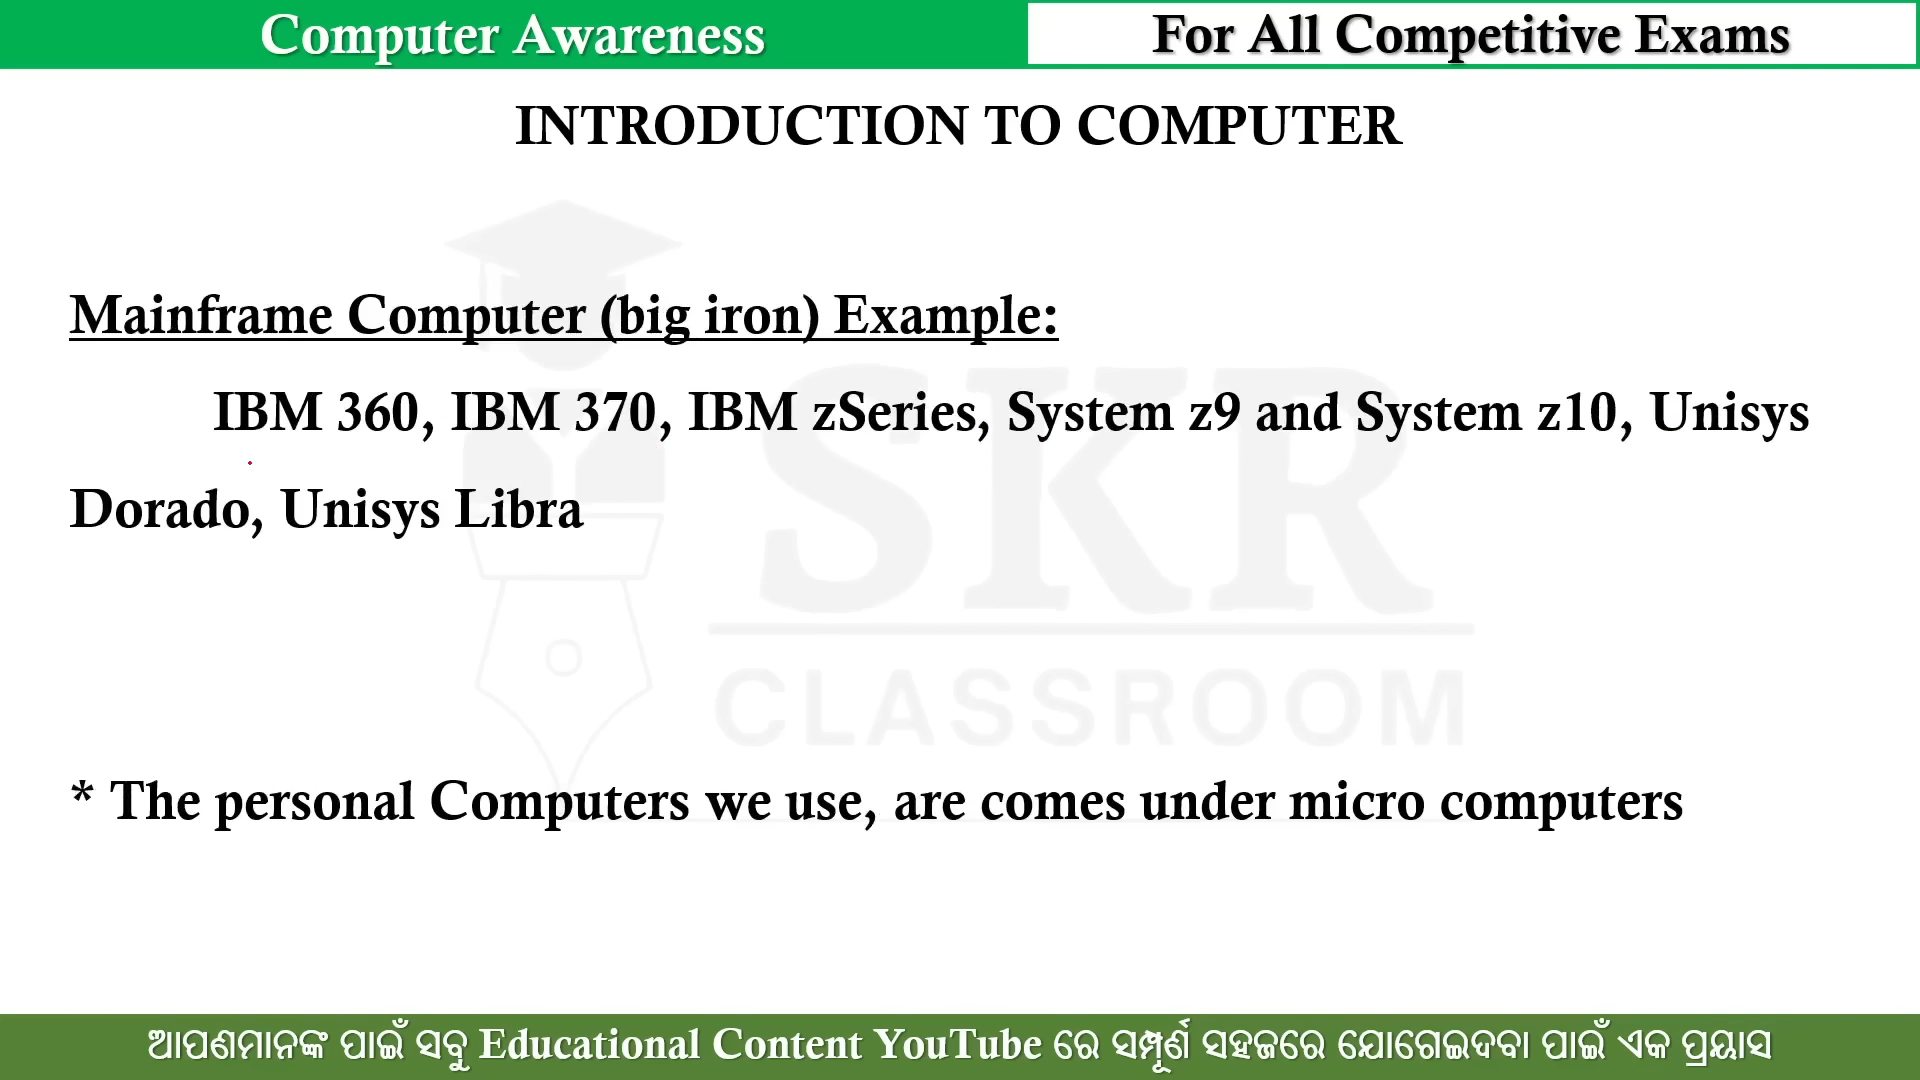 Computer Awareness
For All Competitive Exams
INTRODUCTION TO COMPUTER
Mainframe Computer (big iron) Example:
IBM 360, IBM 370, IBM zSeries, System z9 and System z10, Unisys
Dorado, Unisys Libra
SKR
CLASSROOM
* The personal Computers we use, are comes under micro computers
ଆପଣମାନଙ୍କ ପାଇଁ ସବୁ Educational Content YouTube ରେ ସମ୍ପୂର୍ଣ ସହଜରେ ଯୋଗେଇଦବା ପାଇଁ ଏକ ପ୍ରୟାସ